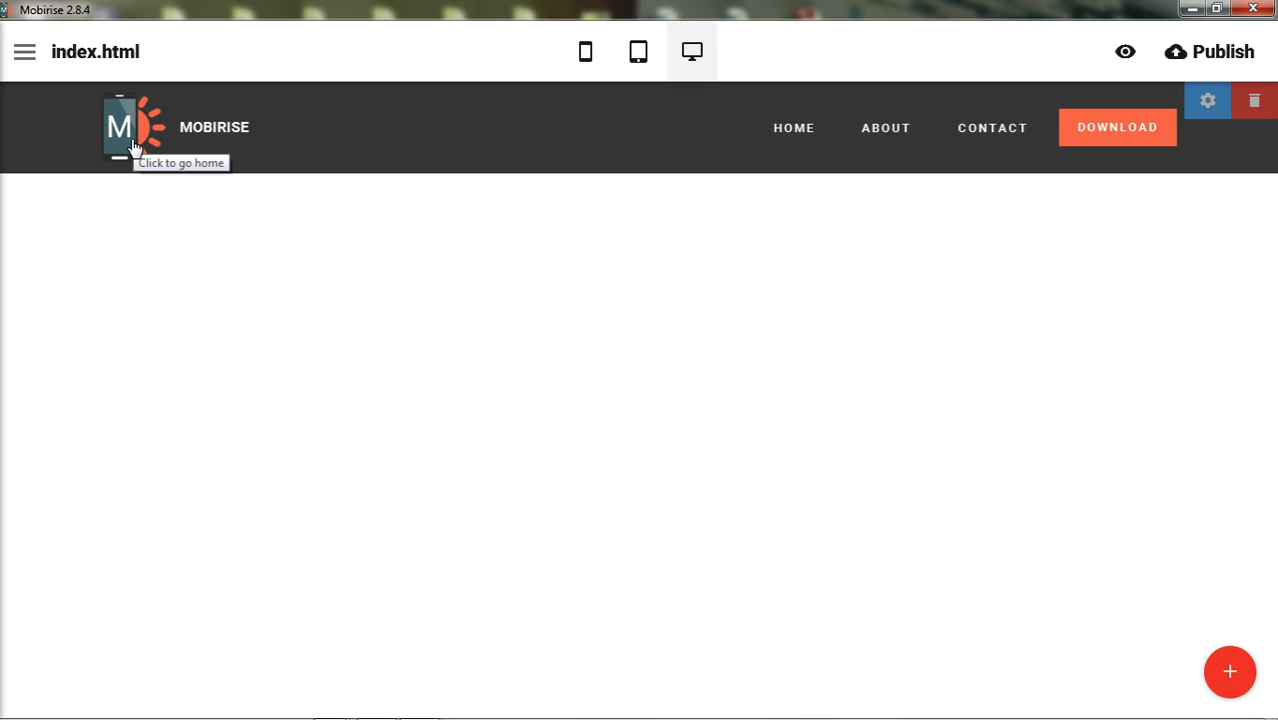 Mobirise 2.8.4
index.html
Publish
M
MOBIRISE
HOME
ABOUT
CONTACT
DOWNLOAD
Click to go home